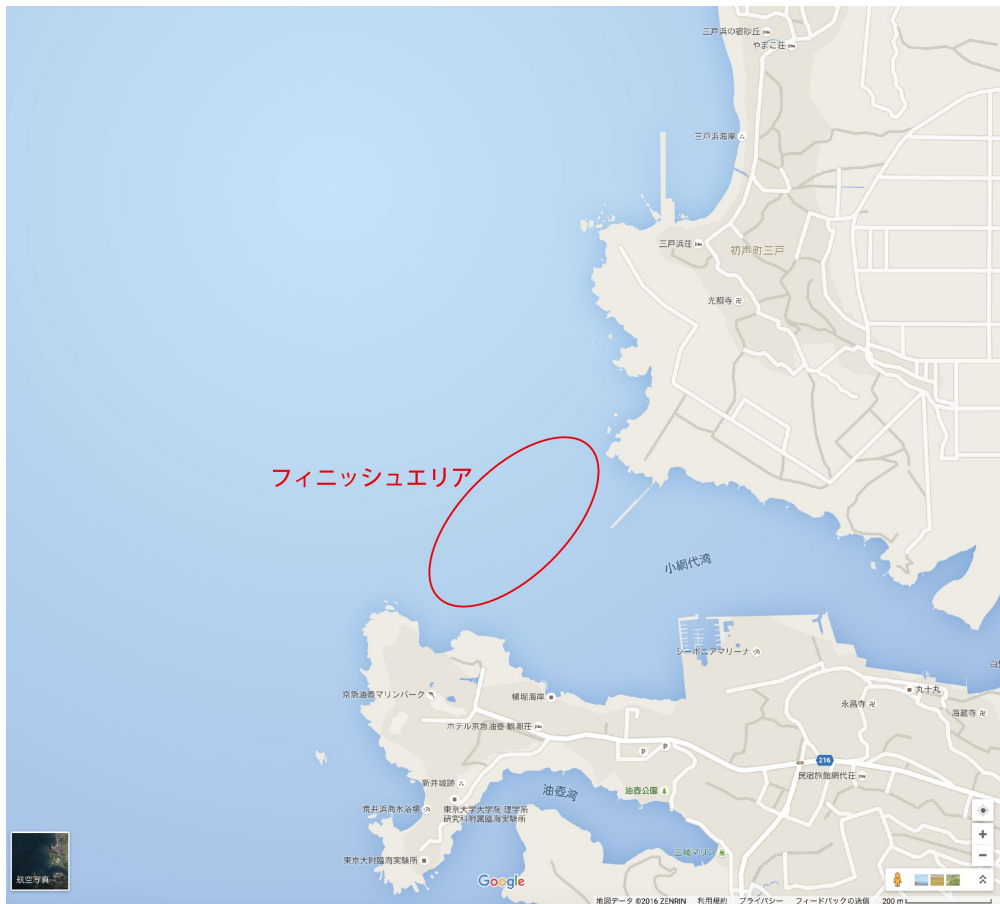 三戸浜の宿砂丘
やまこ荘
三戸浜海岸
三戸浜荘
初声町三戸
光照寺
フィニッシュエリア
小網代湾
シーボニアマリーナ
京急油壺マリンパーク
横堀海岸
ホテル京急油壺 観潮荘
丸十丸
永昌寺
海蔵寺
P
P
216
民宿旅館網代荘
新井城跡
油壺湾
油壺公園
荒井浜海水浴場
東京大学大学院 理学系
研究科附属臨海実験所
東京大附臨海実験所
三崎マリン
航空写真
Google
地図データ ©2016 ZENRIN 利用規約 プライバシー フィードバックの送信 200 m